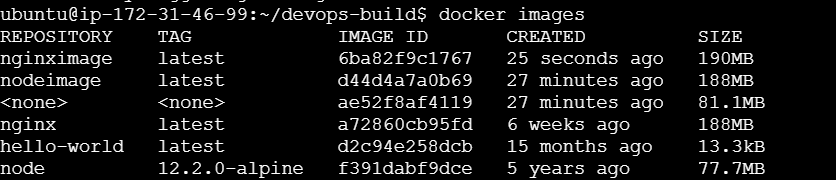 ubuntu@ip-172-31-46-99:~/devops-build$ docker images
REPOSITORY TAG IMAGE ID CREATED SIZE
nginximage latest 6ba82f9c1767 25 seconds ago 190MB
nodeimage latest d44d4a7a0b69 27 minutes ago 188MB
<none> <none> ae52f8af4119 27 minutes ago 81.1MB
nginx latest a72860cb95fd 6 weeks ago 188MB
hello-world latest d2c94e258dcb 15 months ago 13.3kB
node 12.2.0-alpine f391dabf9dce 5 years ago 77.7MB